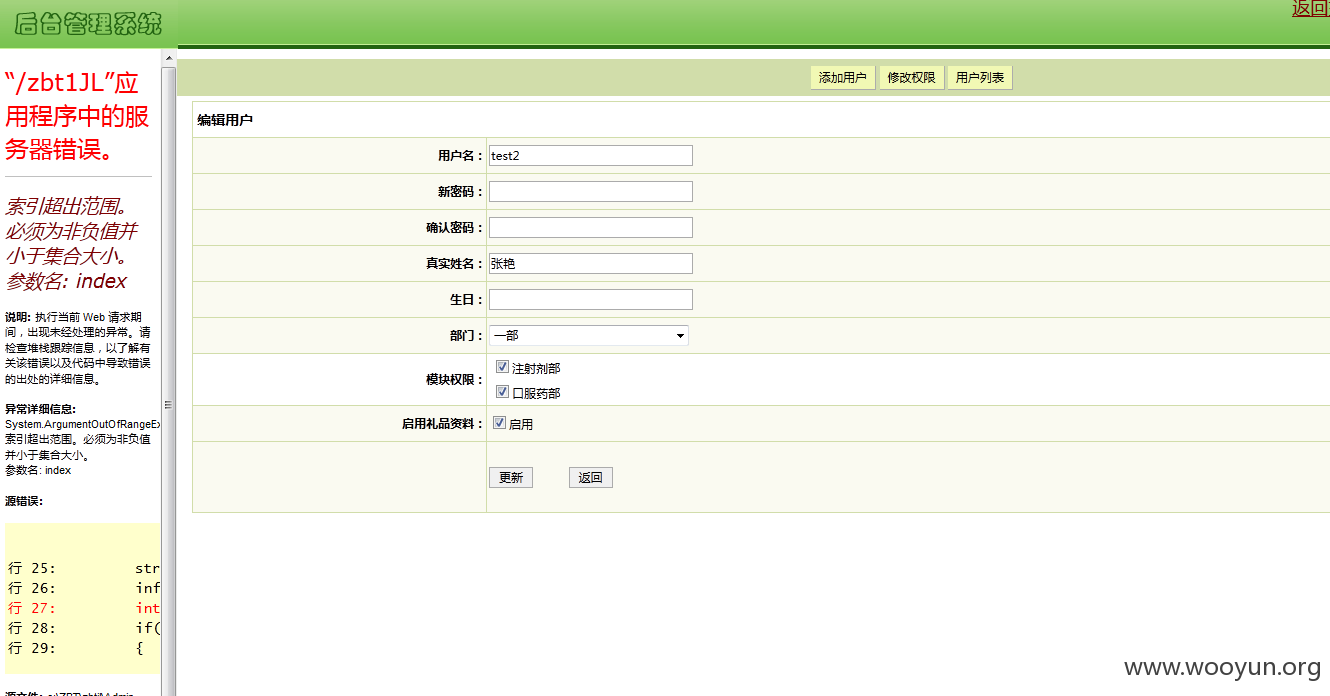 后台管理系统
返回
“/zbt1JL”应
用程序中的服
务器错误。
索引超出范围。
必须为非负值并
小于集合大小。
参数名: index
说明: 执行当前 Web 请求期
间，出现未经处理的异常。请
检查堆栈跟踪信息，以了解有
关该错误以及代码中导致错误
的出处的详细信息。
异常详细信息:
System.ArgumentOutOfRangeEx
索引超出范围。必须为非负值
并小于集合大小。
参数名: index
源错误:
行 25: str
行 26: inf
行 27: int
行 28: if(
行 29: {
添加用户 修改权限 用户列表
编辑用户
用户名： test2
新密码：
确认密码：
真实姓名： 张艳
生日：
部门： 一部
模块权限： 注射剂部
口服药部
启用礼品资料： 启用
更新 返回
www.wooyun.org